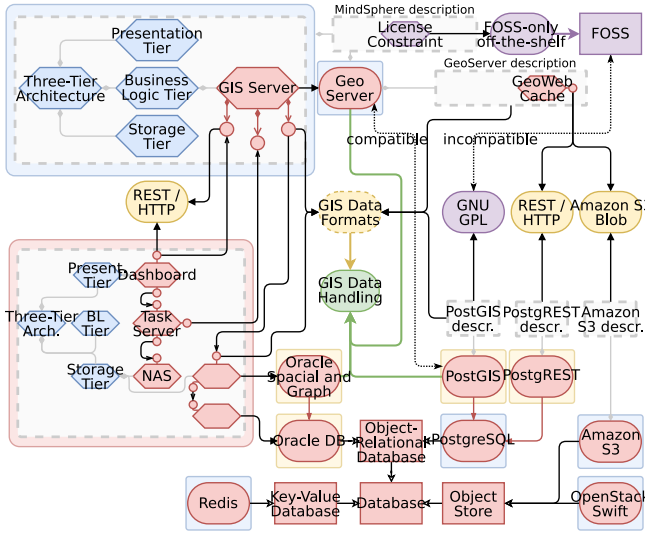 MindSphere description
Presentation
Tier
License
Constraint
FOSS-only
off-the-shelf
FOSS
GeoServer description
Three-Tier
Architecture
Business
Logic Tier
GIS Server
Geo
Server
GeoWeb
Cache
Storage
Tier
compatible
incompatible
REST /
HTTP
GIS Data
Formats
GNU
GPL
REST /
HTTP
Amazon S3
Blob
Present.
Tier
Dashboard
GIS Data
Handling
Three-Tier
Arch.
BL
Tier
Task
Server
PostGIS
descr.
PostgREST
descr.
Amazon
S3 descr.
Storage
Tier
NAS
Oracle
Spacial and
Graph
PostGIS
PostgREST
Oracle DB
Object-
Relational
Database
PostgreSQL
Amazon
S3
Redis
Key-Value
Database
Database
Object
Store
OpenStack
Swift